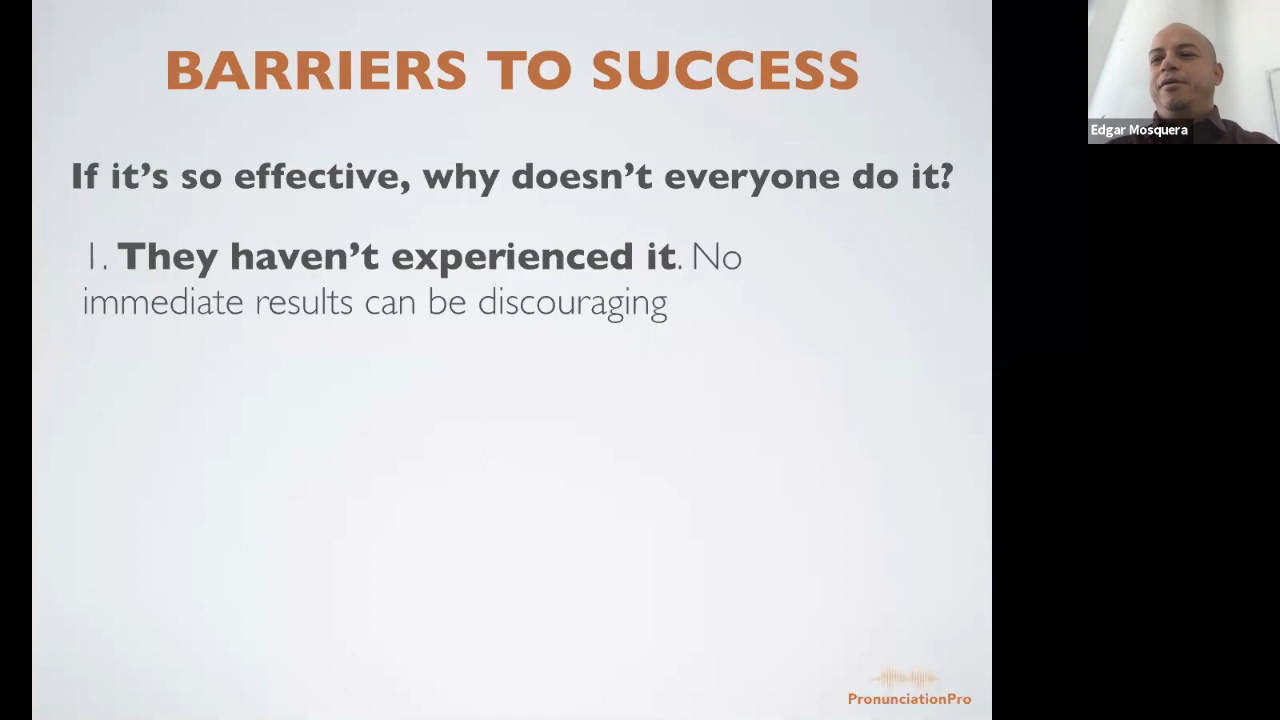 BARRIERS TO SUCCESS
If it's so effective, why doesn't everyone do it?
1. They haven't experienced it. No
immediate results can be discouraging
PronunciationPro
Edgar Mosquera